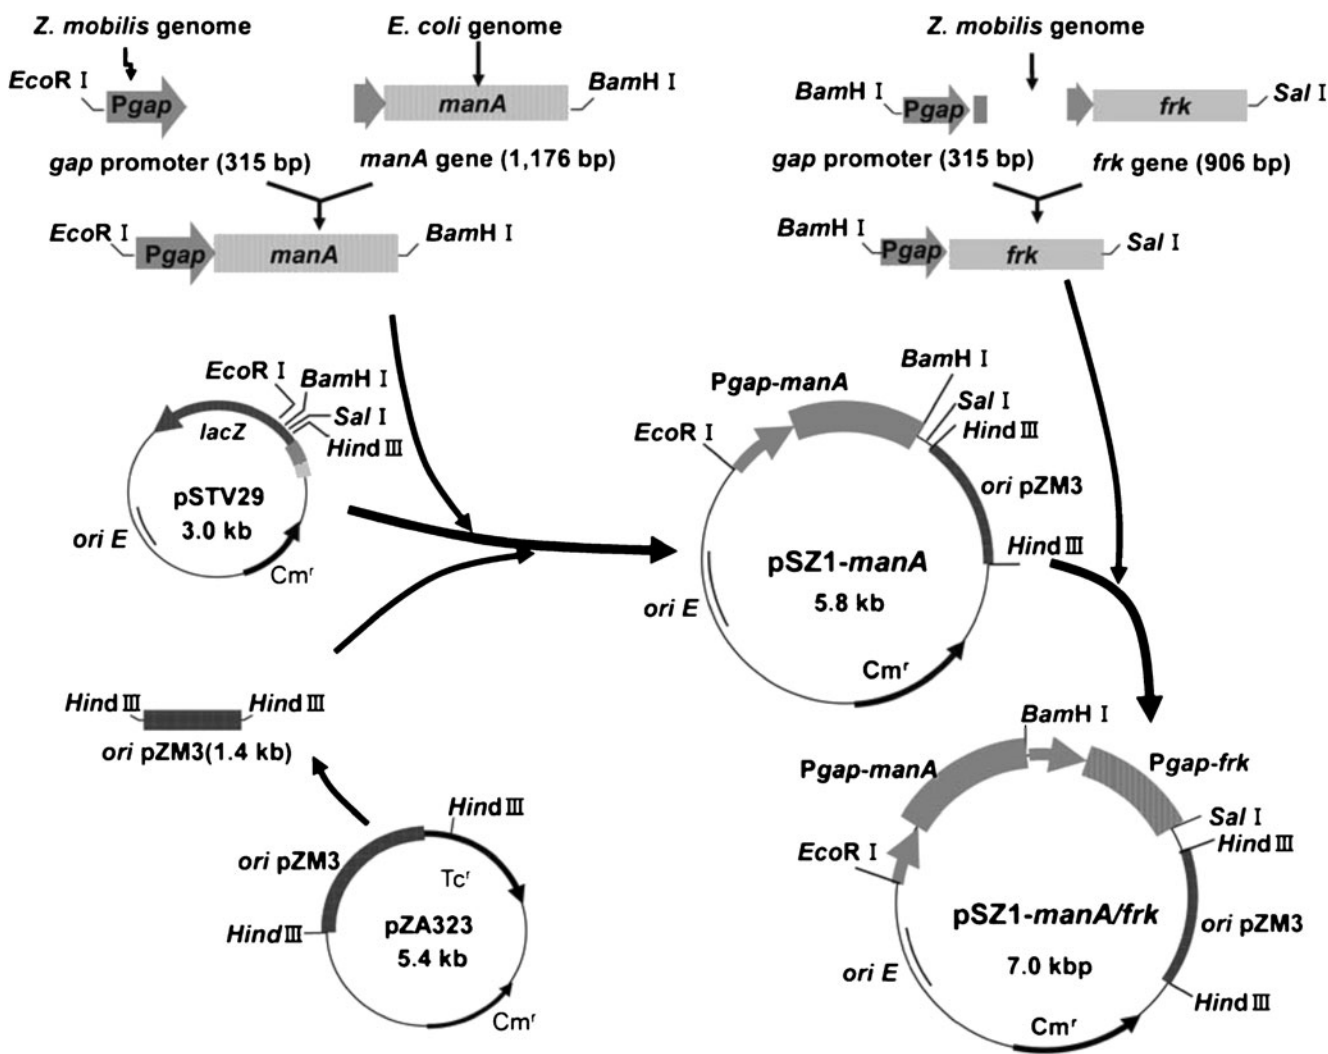 Z. mobilis genome
E. coli genome
Z. mobilis genome
EcoR I
Pgap
manA
BamH I
BamH I
Pgap
frk
Sal I
gap promoter (315 bp)
manA gene (1,176 bp)
gap promoter (315 bp)
frk gene (906 bp)
EcoR I
Pgap
manA
BamH I
BamH I
Pgap
frk
Sal I
EcoR I
BamH I
Sal I
Hind III
lacZ
pSTV29
3.0 kb
ori E
Cmr
Pgap-manA
BamH I
Sal I
Hind III
EcoR I
ori pZM3
Hind III
pSZ1-manA
5.8 kb
ori E
Cmr
Hind III
Hind III
ori pZM3(1.4 kb)
Hind III
ori pZM3
Tcr
Hind III
pZA323
5.4 kb
Cmr
BamH I
Pgap-manA
Pgap-frk
Sal I
Hind III
EcoR I
pSZ1-manA/frk
7.0 kbp
ori pZM3
ori E
Hind III
Cmr